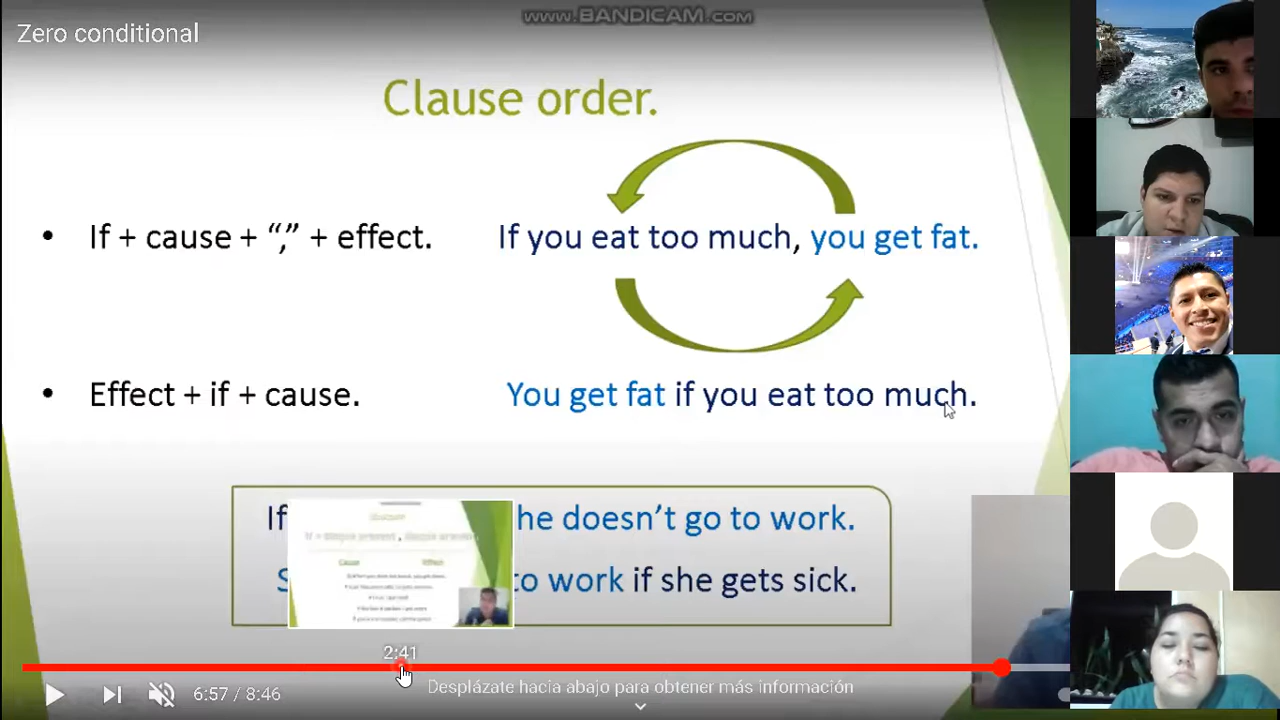 www.BANDICAM.com
Zero conditional
Clause order.
• If + cause + “,” + effect. If you eat too much, you get fat.
• Effect + if + cause. You get fat if you eat too much.
If he doesn’t go to work.
S to work if she gets sick.
Cause Effect
2:41
6:57 / 8:46
Desplázate hacia abajo para obtener más información